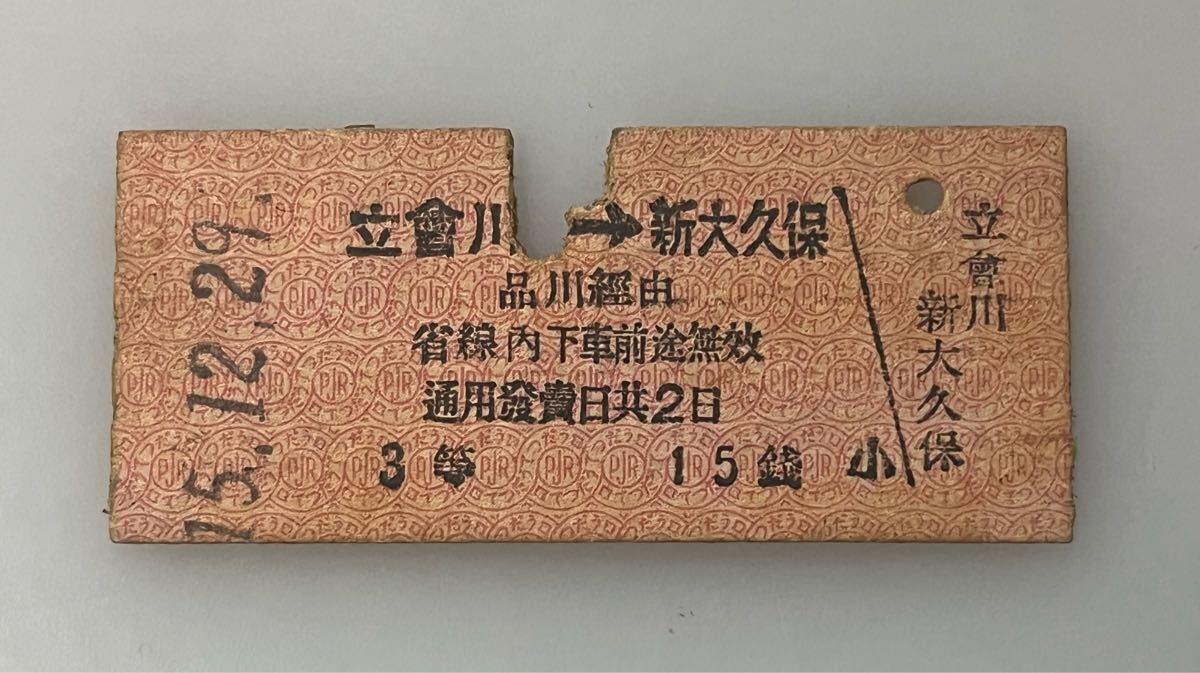 15.12.29.
立會川→新大久保
品川經由
省線內下車前途無效
通用發賣日共2日
3等 15錢 小
立會川
新大久保